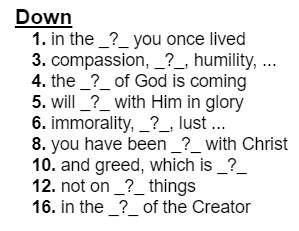 Down
1. in the _?_ you once lived
3. compassion, _?_, humility, ...
4. the _?_ of God is coming
5. will _?_ with Him in glory
6. immorality, _?_, lust ...
8. you have been _?_ with Christ
10. and greed, which is _?_
12. not on _?_ things
16. in the _?_ of the Creator